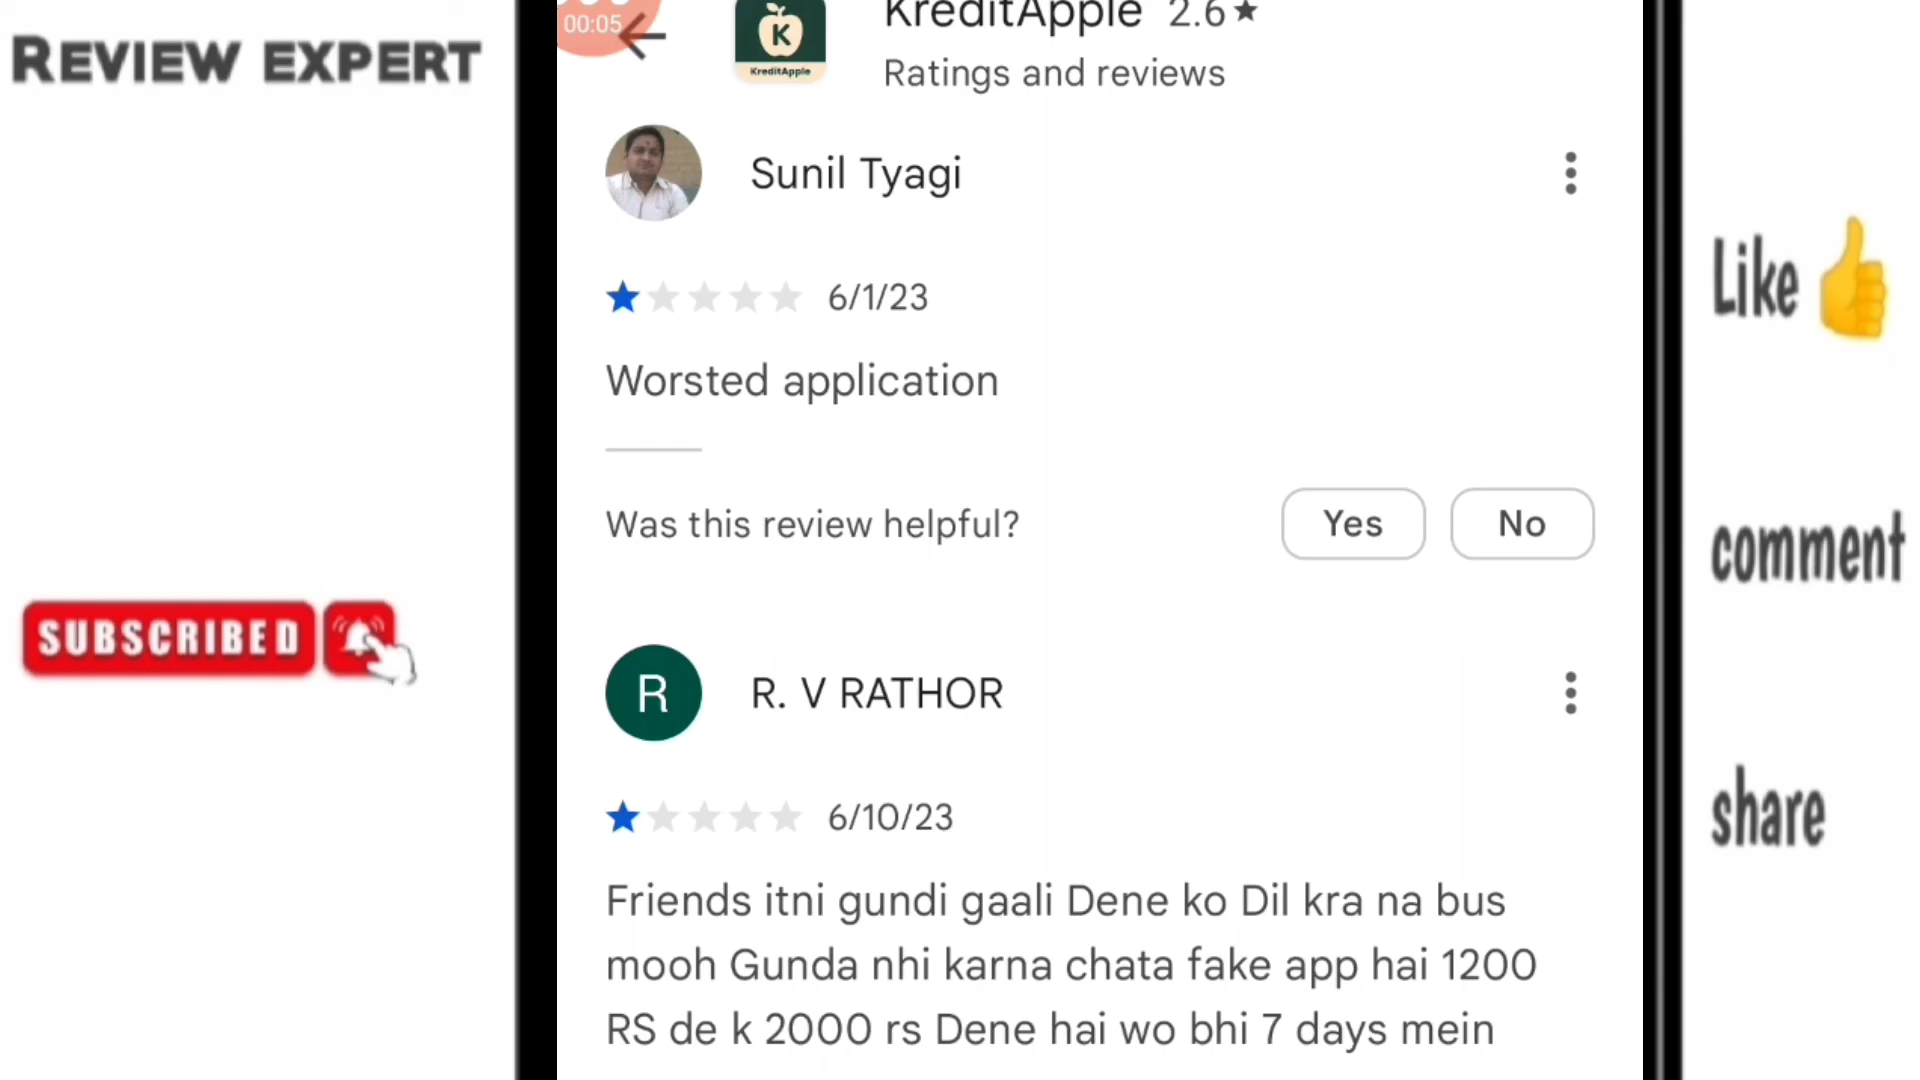 REVIEW EXPERT
00:05
KreditApple 2.6★
K
KreditApple
Ratings and reviews
Sunil Tyagi
6/1/23
Worsted application
Was this review helpful?
Yes
No
R
R. V RATHOR
6/10/23
Friends itni gundi gaali Dene ko Dil kra na bus
mooh Gunda nhi karna chata fake app hai 1200
RS de k 2000 rs Dene hai wo bhi 7 days mein
SUBSCRIBED
Like
comment
share